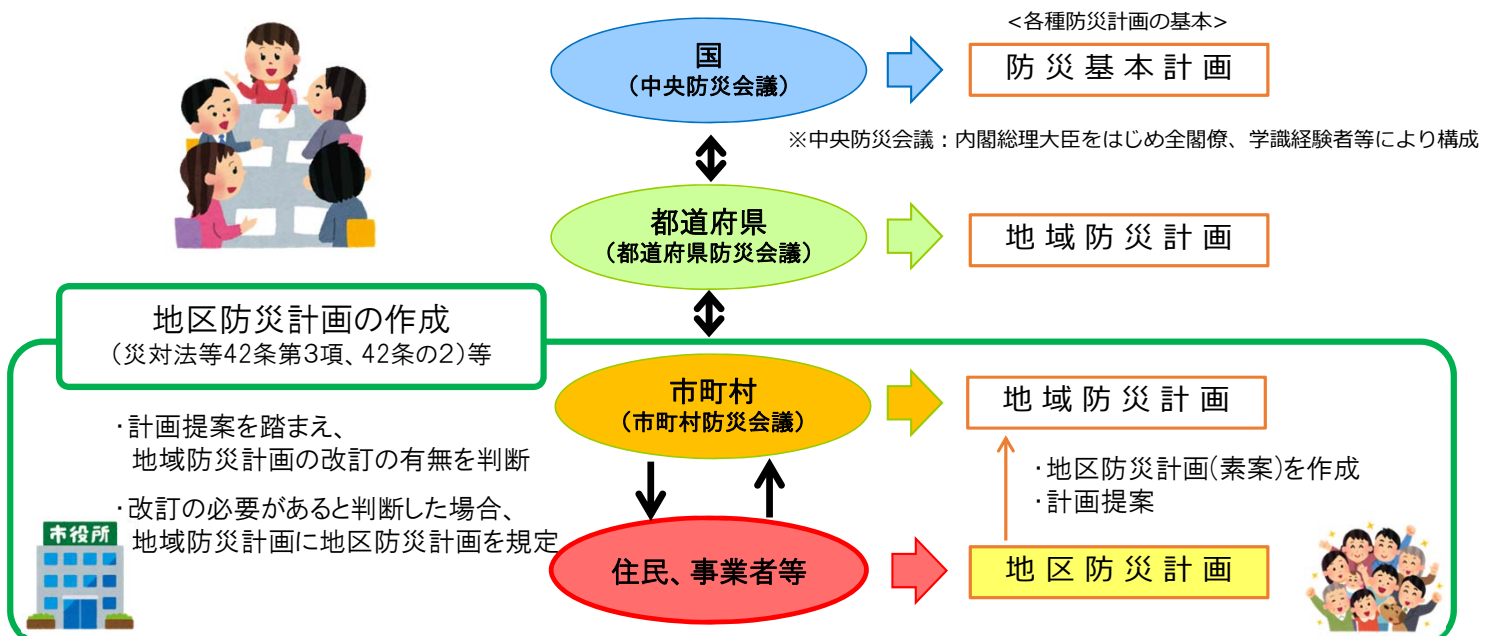 <各種防災計画の基本>
国
（中央防災会議）
防災基本計画
※中央防災会議：内閣総理大臣をはじめ全閣僚、学識経験者等により構成
都道府県
（都道府県防災会議）
地域防災計画
地区防災計画の作成
（災対法等42条第3項、42条の2）等
市町村
（市町村防災会議）
地域防災計画
・計画提案を踏まえ、
地域防災計画の改訂の有無を判断
・改訂の必要があると判断した場合、
地域防災計画に地区防災計画を規定
・地区防災計画(素案)を作成
・計画提案
市役所
住民、事業者等
地区防災計画